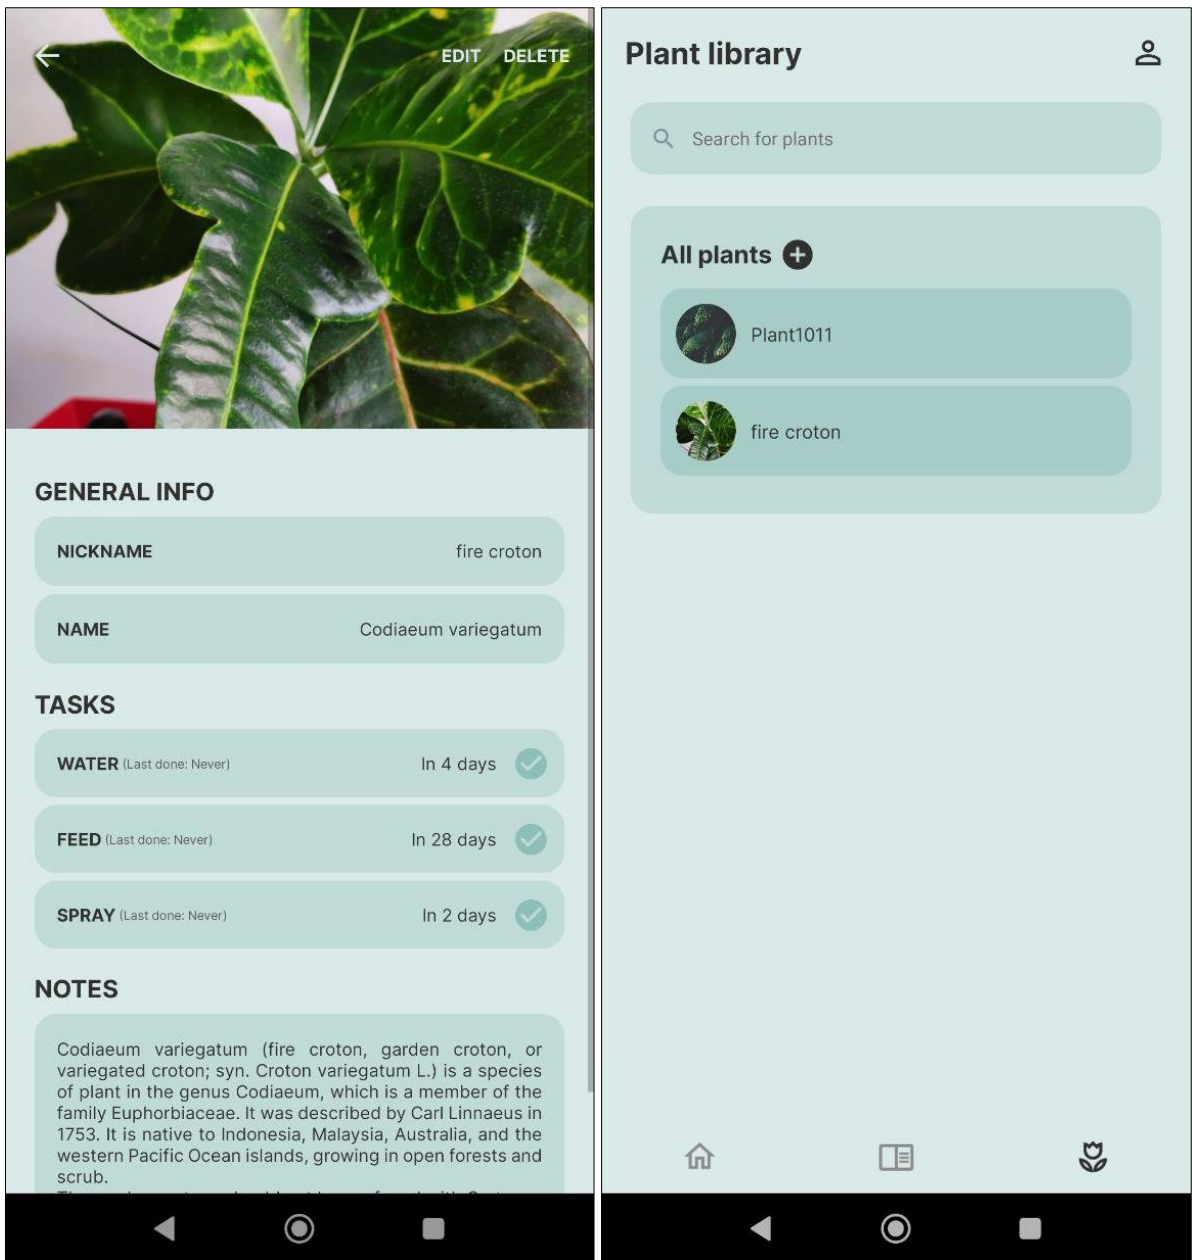 EDIT DELETE
GENERAL INFO
NICKNAME fire croton
NAME Codiaeum variegatum
TASKS
WATER (Last done: Never) In 4 days
FEED (Last done: Never) In 28 days
SPRAY (Last done: Never) In 2 days
NOTES
Codiaeum variegatum (fire croton, garden croton, or
variegated croton; syn. Croton variegatum L.) is a species
of plant in the genus Codiaeum, which is a member of the
family Euphorbiaceae. It was described by Carl Linnaeus in
1753. It is native to Indonesia, Malaysia, Australia, and the
western Pacific Ocean islands, growing in open forests and
scrub.
Plant library
Search for plants
All plants
Plant1011
fire croton